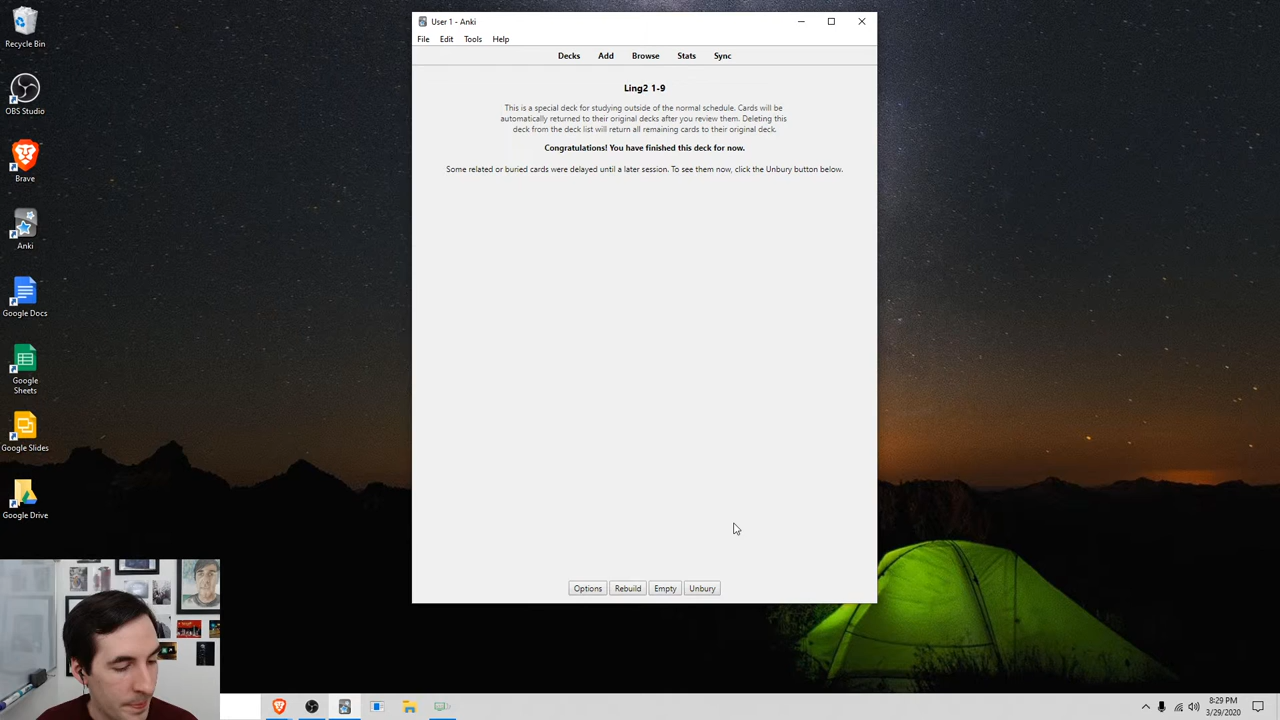 Recycle Bin
OBS Studio
Brave
Anki
Google Docs
Google
Sheets
Google Slides
Google Drive
User 1 - Anki
File Edit Tools Help
Decks Add Browse Stats Sync
Ling2 1-9
This is a special deck for studying outside of the normal schedule. Cards will be
automatically returned to their original decks after you review them. Deleting this
deck from the deck list will return all remaining cards to their original deck.
Congratulations! You have finished this deck for now.
Some related or buried cards were delayed until a later session. To see them now, click the Unbury button below.
Options Rebuild Empty Unbury
8:29 PM
3/29/2020